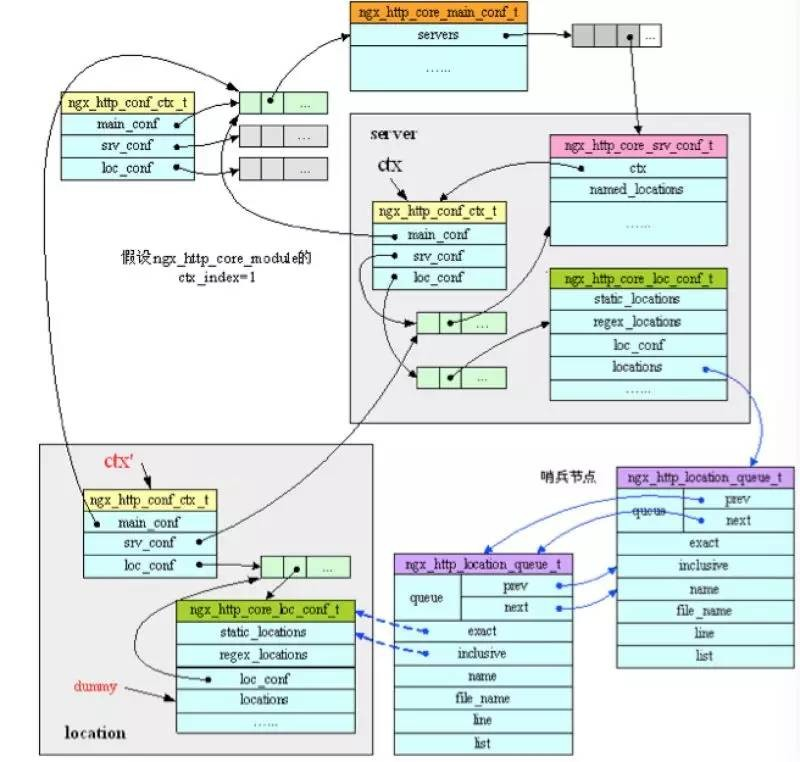 ngx_http_core_main_conf_t
servers
...
……
ngx_http_conf_ctx_t
main_conf
srv_conf
loc_conf
...
...
...
假设ngx_http_core_module的
ctx_index=1
server
ctx
ngx_http_conf_ctx_t
main_conf
srv_conf
loc_conf
...
...
ngx_http_core_srv_conf_t
ctx
named_locations
……
ngx_http_core_loc_conf_t
static_locations
regex_locations
loc_conf
locations
……
ctx'
ngx_http_conf_ctx_t
main_conf
srv_conf
loc_conf
...
ngx_http_core_loc_conf_t
static_locations
regex_locations
loc_conf
locations
……
dummy
location
哨兵节点
ngx_http_location_queue_t
queue
prev
next
exact
inclusive
name
file_name
line
list
ngx_http_location_queue_t
queue
prev
next
exact
inclusive
name
file_name
line
list